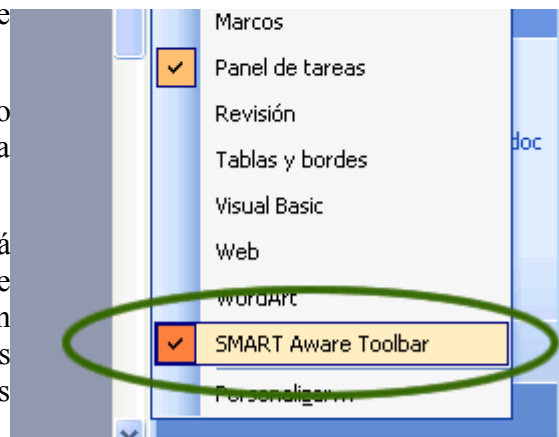 e
Marcos
Panel de tareas
o
Revisión
a
doc
Tablas y bordes
Visual Basic
á
Web
e
WordArt
n
SMART Aware Toolbar
s
s
Personalizar...